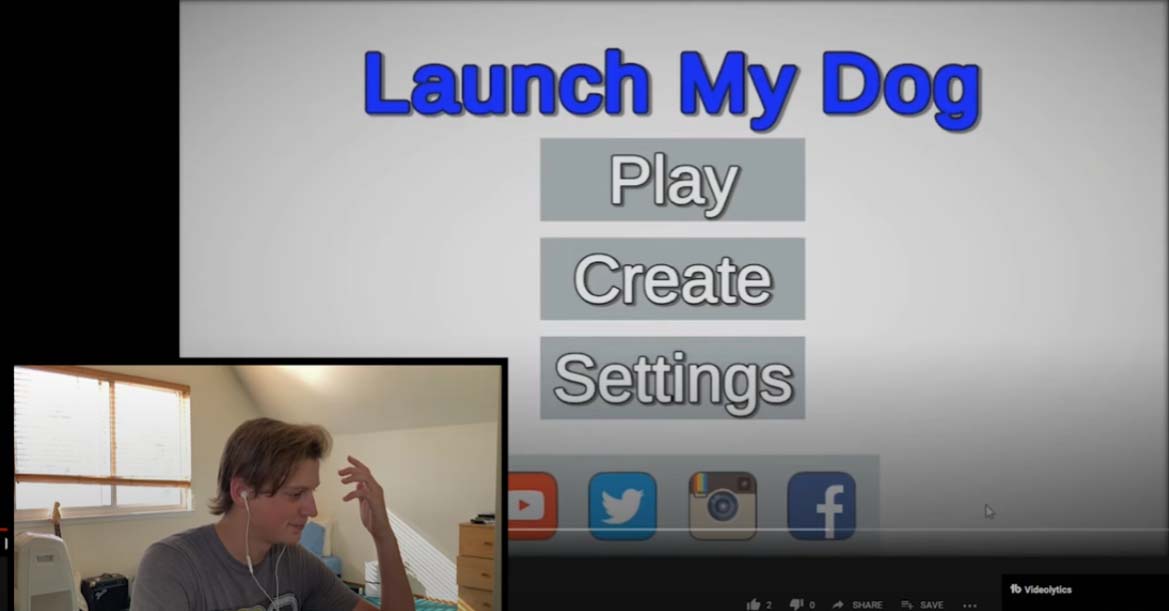 Launch My Dog
Play
Create
Settings
2 0 SHARE SAVE
Videolytics